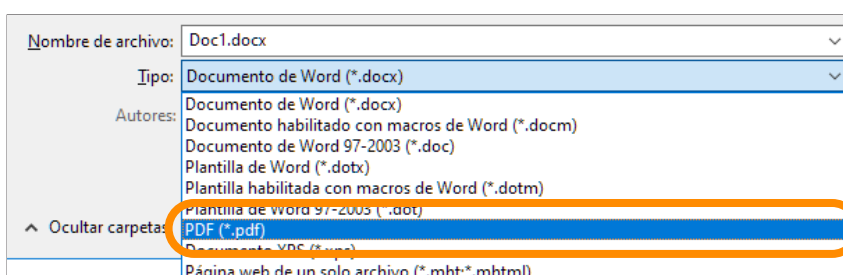 Nombre de archivo: Doc1.docx
Tipo: Documento de Word (*.docx)
Autores:
Documento de Word (*.docx)
Documento habilitado con macros de Word (*.docm)
Documento de Word 97-2003 (*.doc)
Plantilla de Word (*.dotx)
Plantilla habilitada con macros de Word (*.dotm)
Plantilla de Word 97-2003 (*.dot)
Ocultar carpetas
PDF (*.pdf)
Documento XPS (*.xps)
Página web de un solo archivo (*.mht;*.mhtml)